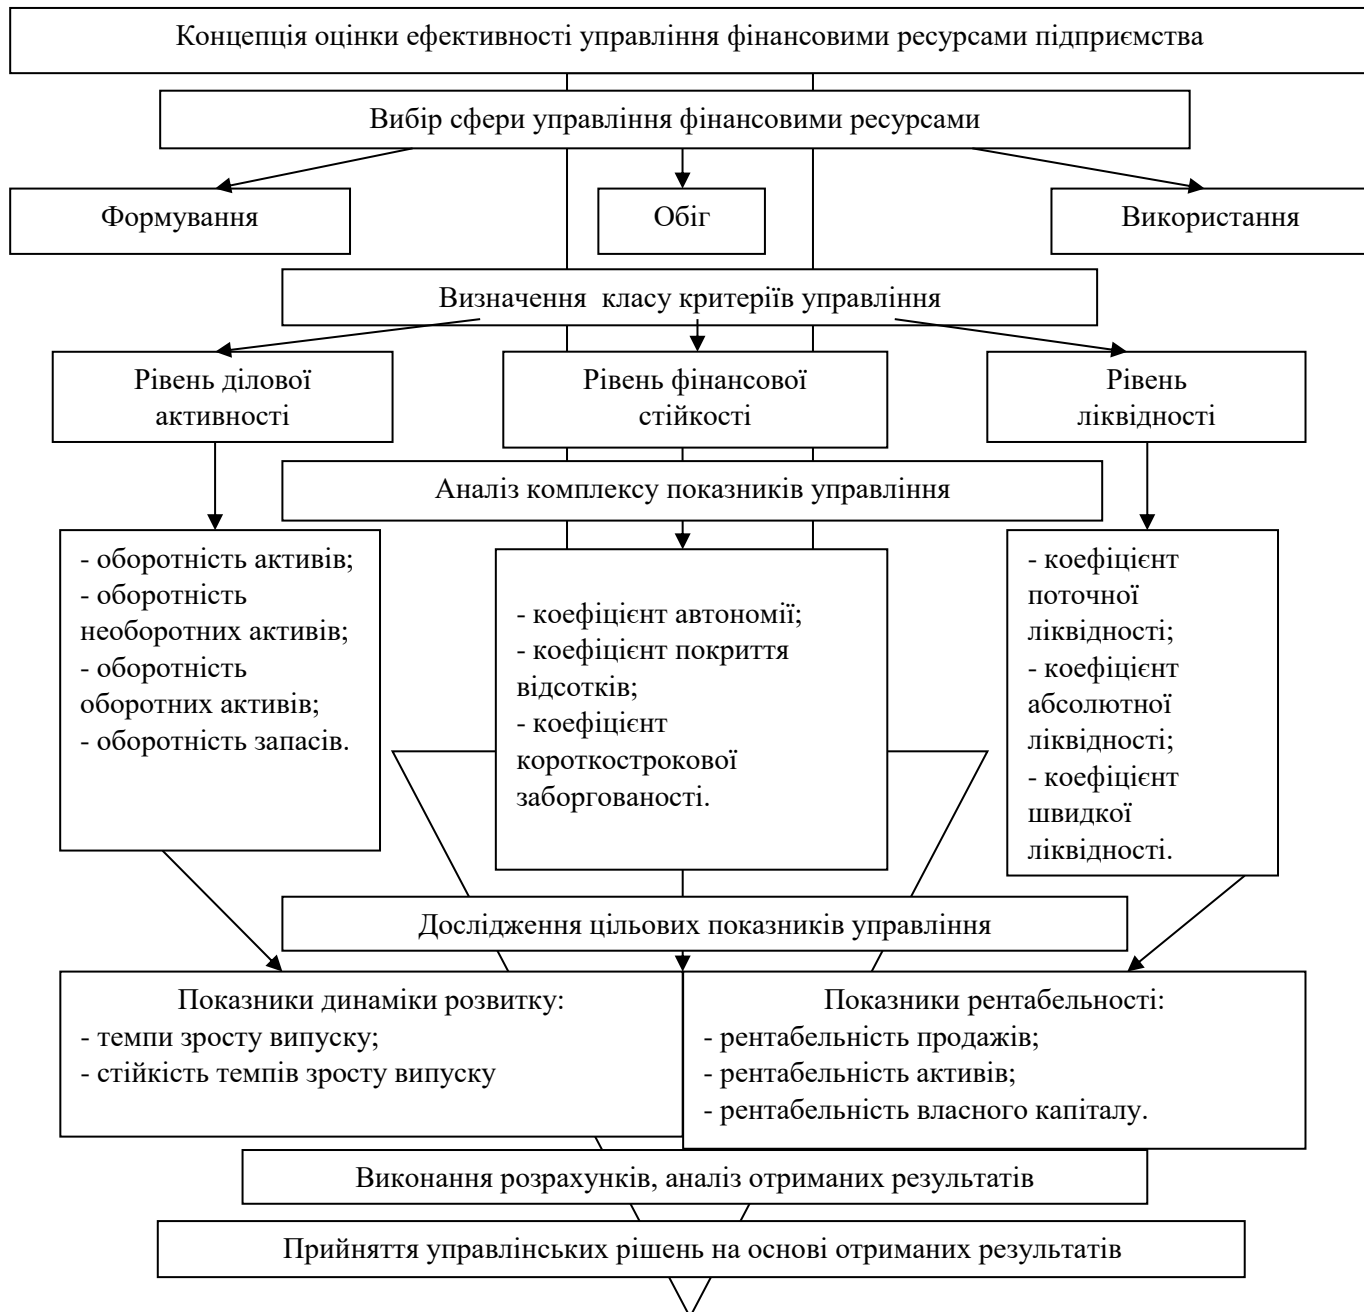 Концепція оцінки ефективності управління фінансовими ресурсами підприємства
Вибір сфери управління фінансовими ресурсами
Формування
Обіг
Використання
Визначення  класу критеріїв управління
Рівень ділової
активності
Рівень фінансової
стійкості
Рівень
ліквідності
Аналіз комплексу показників управління
- оборотність активів;
- оборотність
необоротних активів;
- оборотність
оборотних активів;
- оборотність запасів.
- коефіцієнт автономії;
- коефіцієнт покриття
відсотків;
- коефіцієнт
короткострокової
заборгованості.
- коефіцієнт
поточної
ліквідності;
- коефіцієнт
абсолютної
ліквідності;
- коефіцієнт
швидкої
ліквідності.
Дослідження цільових показників управління
Показники динаміки розвитку:
- темпи зросту випуску;
- стійкість темпів зросту випуску
Показники рентабельності:
- рентабельність продажів;
- рентабельність активів;
- рентабельність власного капіталу.
Виконання розрахунків, аналіз отриманих результатів
Прийняття управлінських рішень на основі отриманих результатів